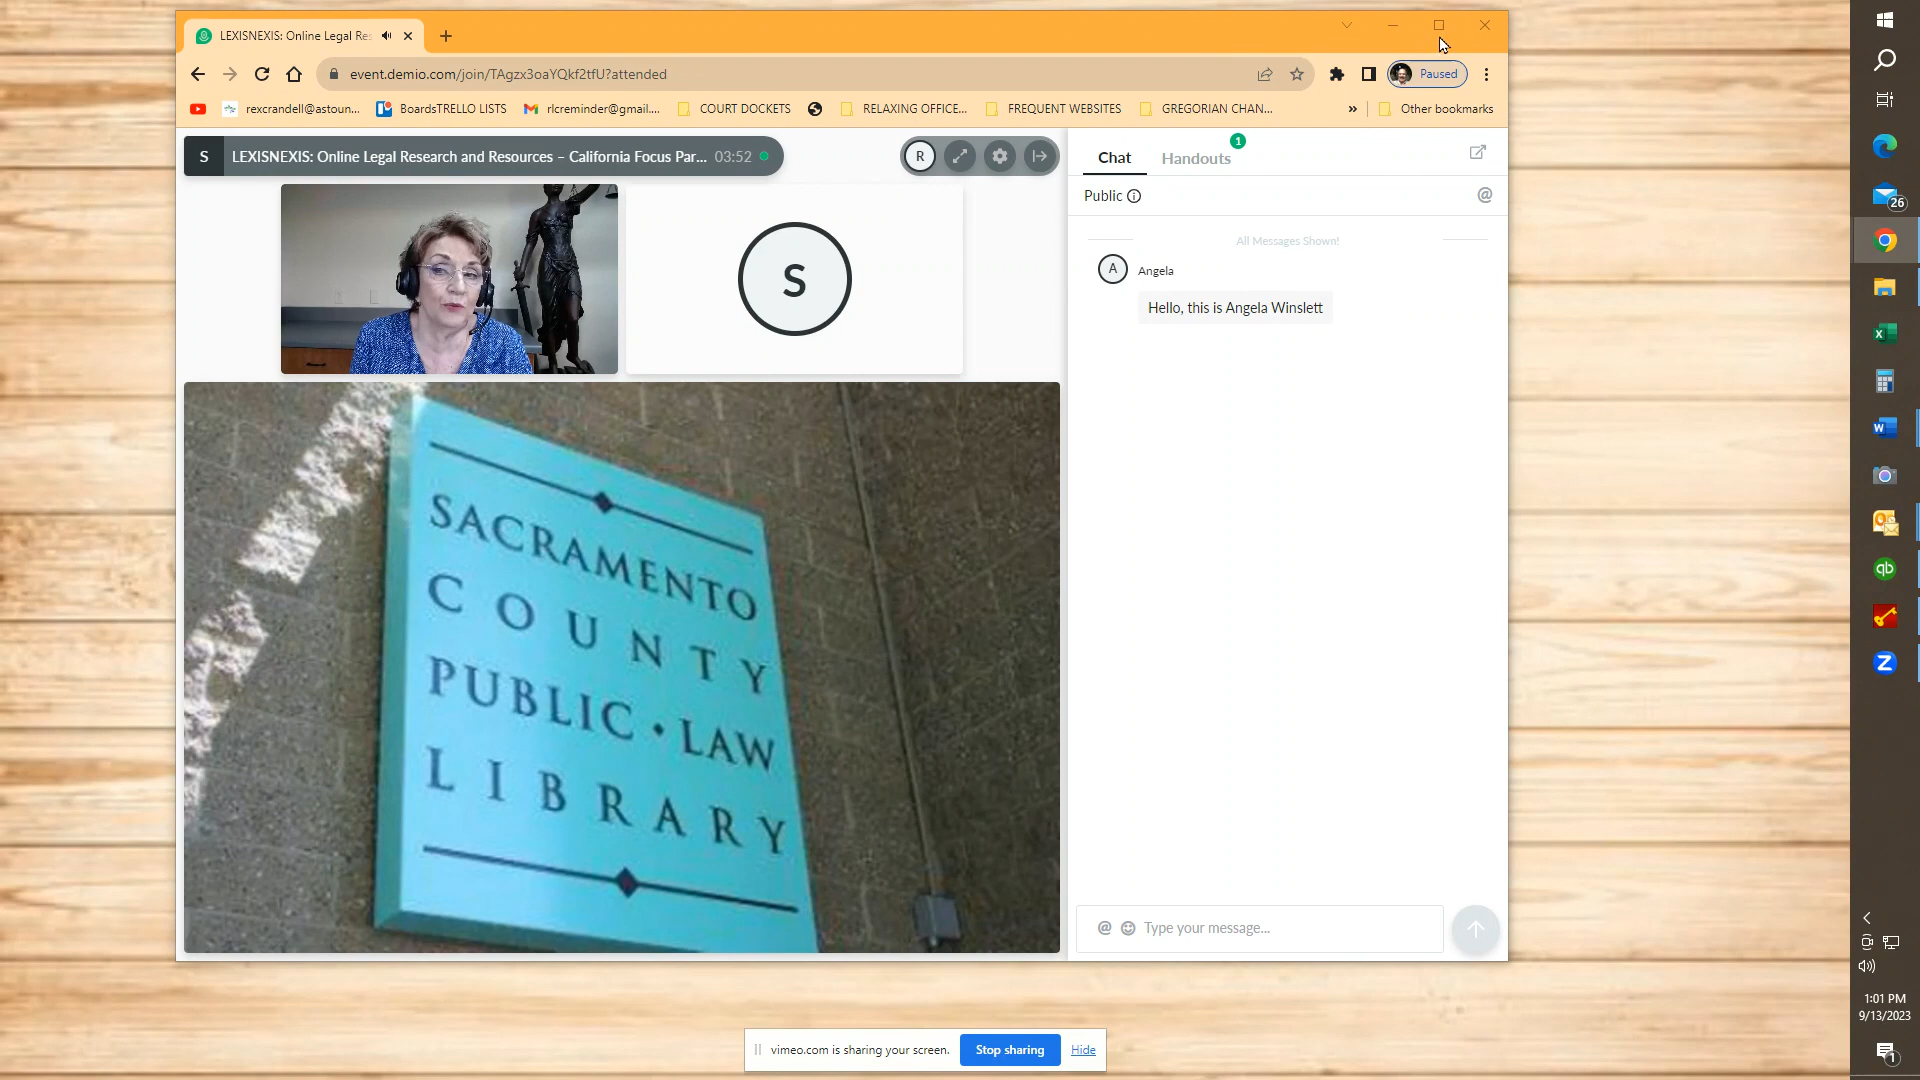 LEXISNEXIS: Online Legal Res
event.demio.com/join/TAgzx3oaYQkf2tfU?attended
Paused
rexcrandell@astoun...
BoardsTRELLO LISTS
rlcreminder@gmail....
COURT DOCKETS
RELAXING OFFICE...
FREQUENT WEBSITES
GREGORIAN CHAN...
»
Other bookmarks
S
LEXISNEXIS: Online Legal Research and Resources – California Focus Par...
03:52
R
S
SACRAMENTO
COUNTY
PUBLIC • LAW
LIBRARY
Chat
Handouts
1
Public
@
All Messages Shown!
A
Angela
Hello, this is Angela Winslett
@
Type your message...
vimeo.com is sharing your screen.
Stop sharing
Hide
26
1:01 PM
9/13/2023
1